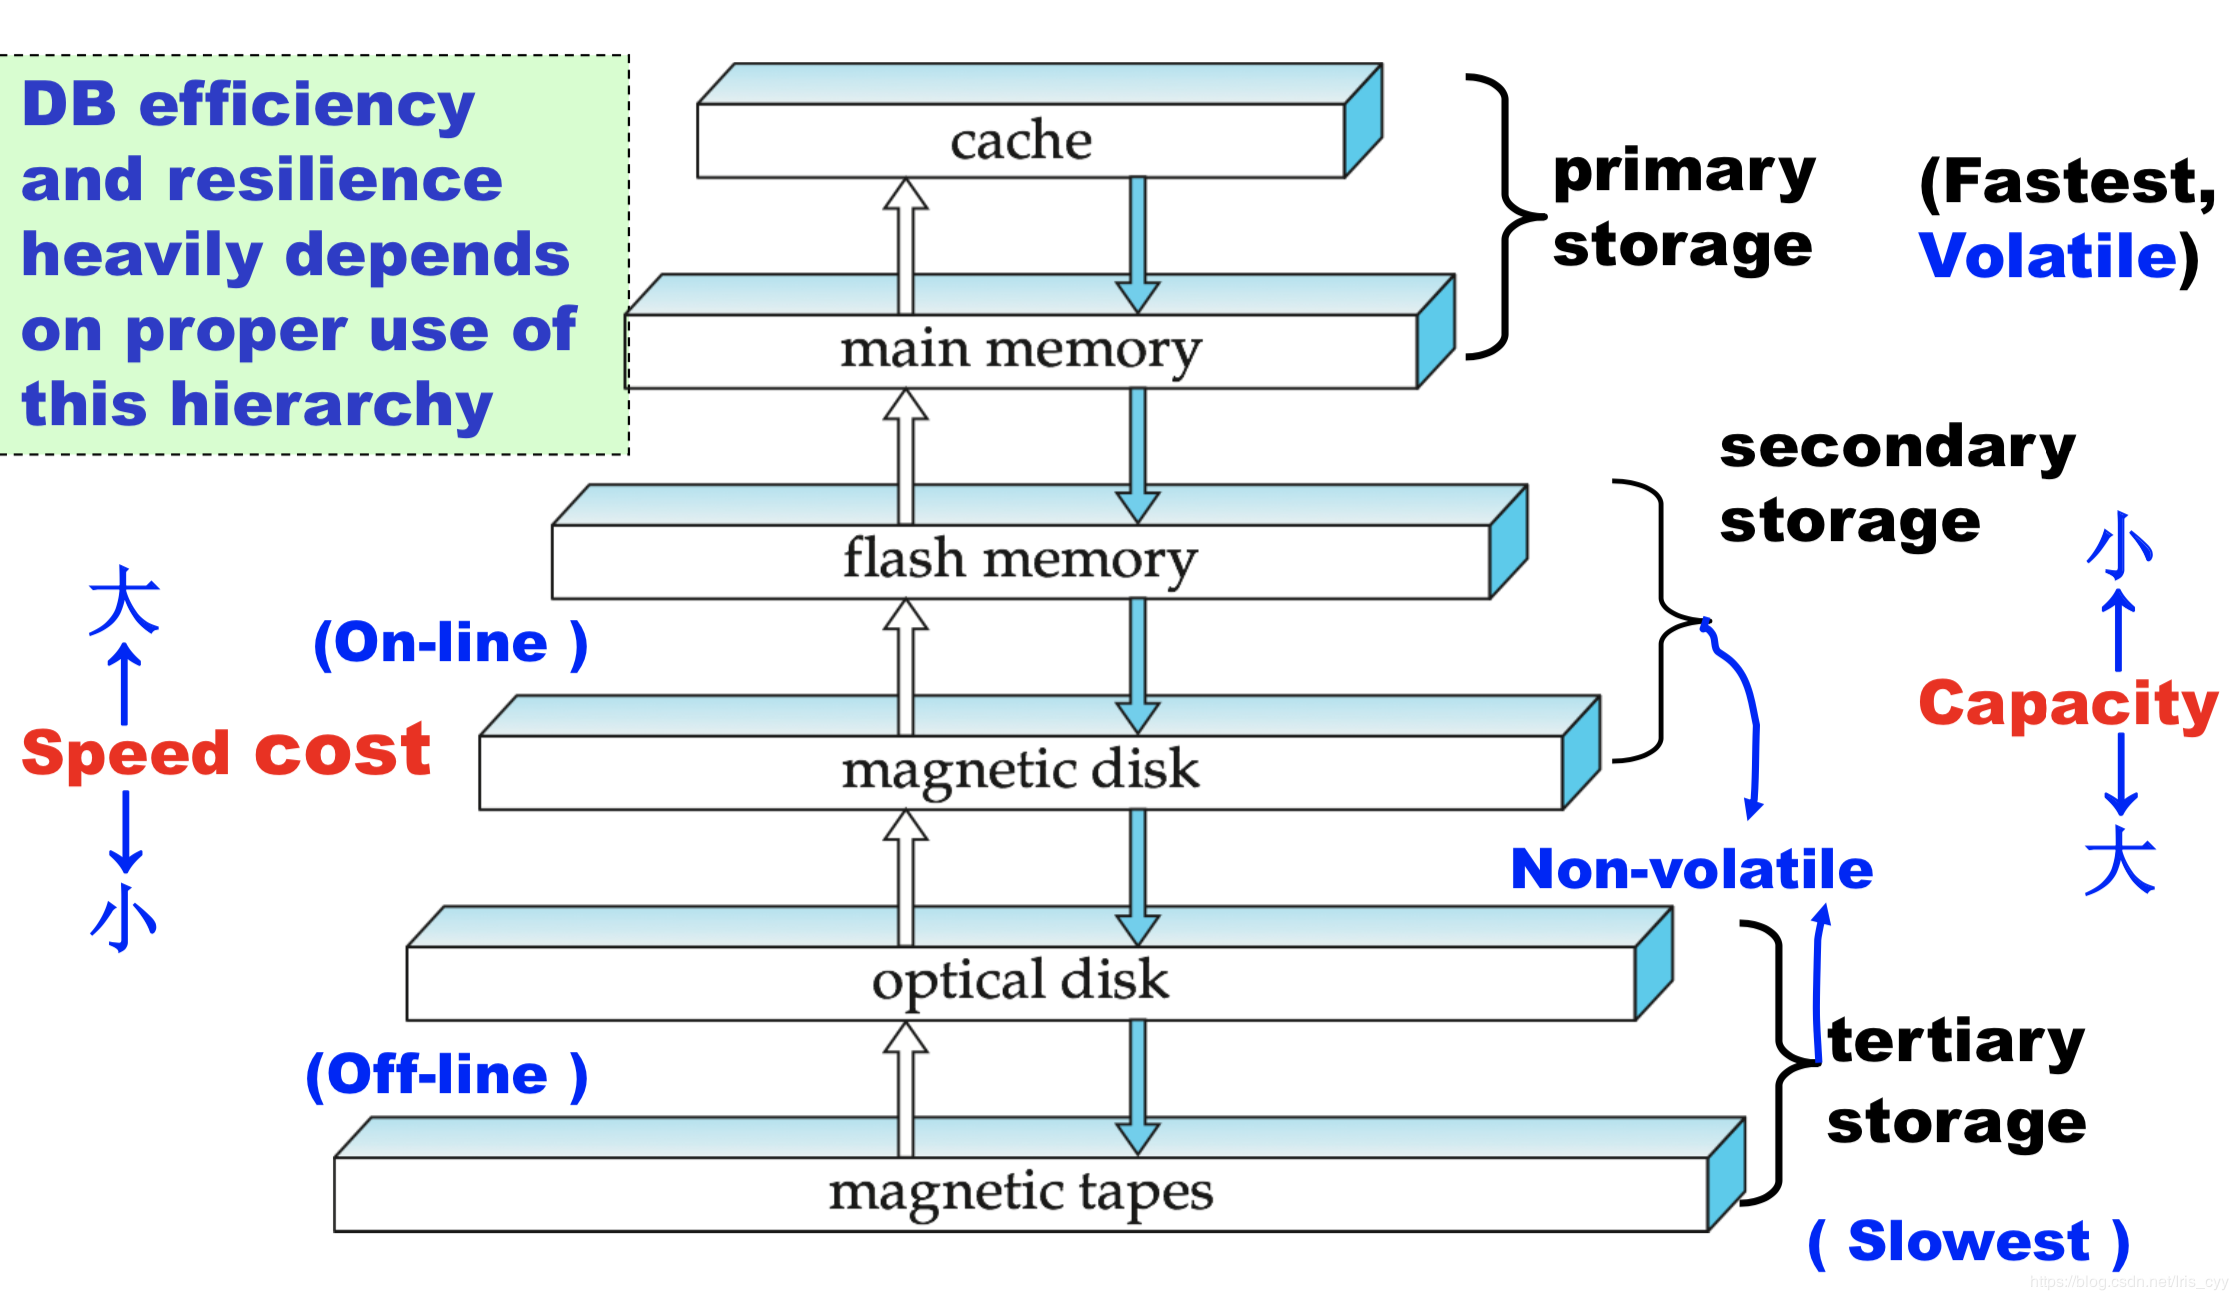 DB efficiency
and resilience
heavily depends
on proper use of
this hierarchy
cache
primary
storage
(Fastest,
Volatile)
main memory
secondary
storage
flash memory
(On-line )
大
Speed cost
小
小
Capacity
大
magnetic disk
Non-volatile
optical disk
(Off-line )
tertiary
storage
magnetic tapes
( Slowest )
https://blog.csdn.net/Iris_cyy